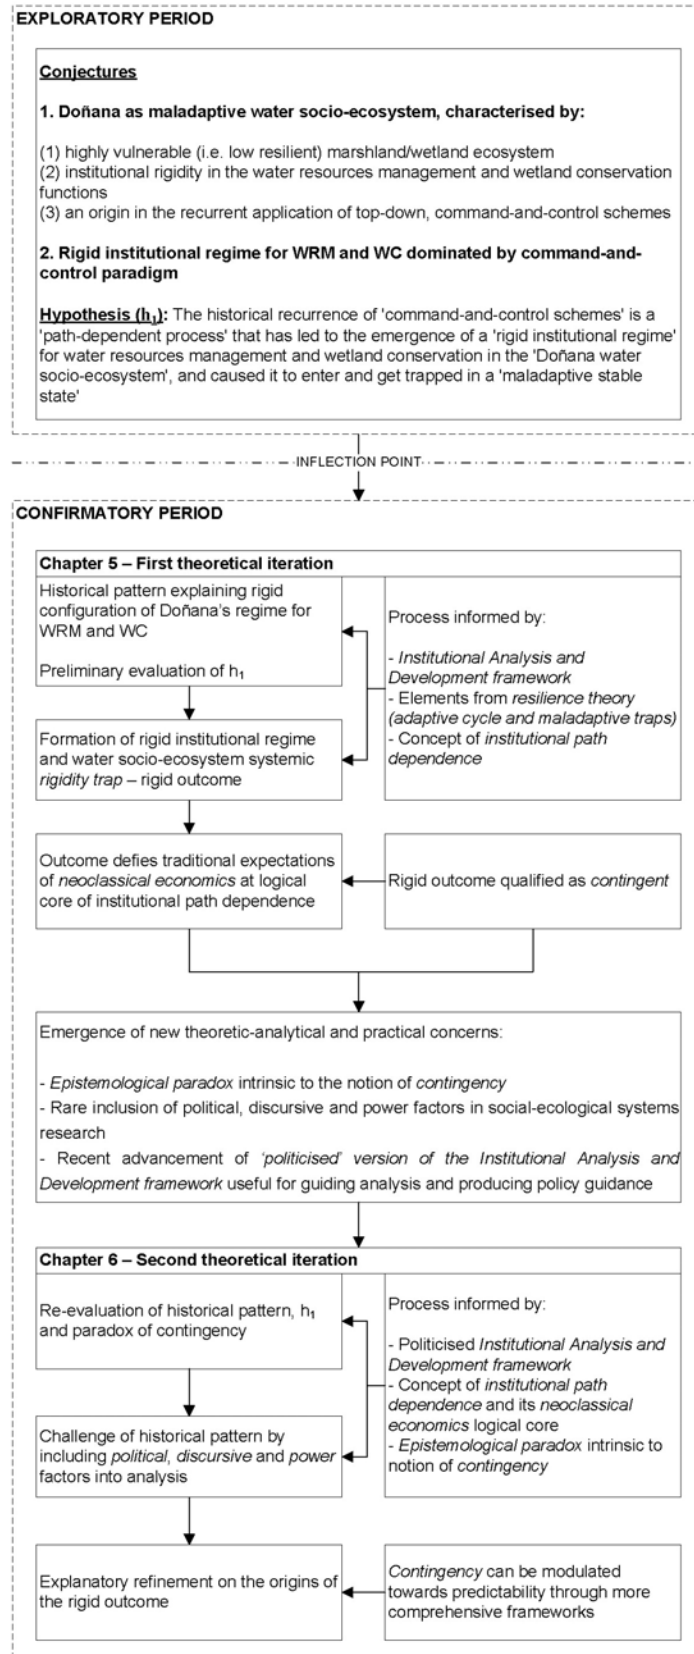 EXPLORATORY PERIOD
Conjectures
1. Doñana as maladaptive water socio-ecosystem, characterised by:
(1) highly vulnerable (i.e. low resilient) marshland/wetland ecosystem
(2) institutional rigidity in the water resources management and wetland conservation
functions
(3) an origin in the recurrent application of top-down, command-and-control schemes
2. Rigid institutional regime for WRM and WC dominated by command-and-
control paradigm
Hypothesis (h₁): The historical recurrence of 'command-and-control schemes' is a
'path-dependent process' that has led to the emergence of a 'rigid institutional regime'
for water resources management and wetland conservation in the 'Doñana water
socio-ecosystem', and caused it to enter and get trapped in a 'maladaptive stable
state'
INFLECTION POINT
CONFIRMATORY PERIOD
Chapter 5 – First theoretical iteration
Historical pattern explaining rigid
configuration of Doñana's regime for
WRM and WC
Preliminary evaluation of h₁
Process informed by:
- Institutional Analysis and
Development framework
- Elements from resilience theory
(adaptive cycle and maladaptive traps)
- Concept of institutional path
dependence
Formation of rigid institutional regime
and water socio-ecosystem systemic
rigidity trap – rigid outcome
Outcome defies traditional expectations
of neoclassical economics at logical
core of institutional path dependence
Rigid outcome qualified as contingent
Emergence of new theoretic-analytical and practical concerns:
- Epistemological paradox intrinsic to the notion of contingency
- Rare inclusion of political, discursive and power factors in social-ecological systems
research
- Recent advancement of 'politicised' version of the Institutional Analysis and
Development framework useful for guiding analysis and producing policy guidance
Chapter 6 – Second theoretical iteration
Re-evaluation of historical pattern, h₁
and paradox of contingency
Process informed by:
- Politicised Institutional Analysis and
Development framework
- Concept of institutional path
dependence and its neoclassical
economics logical core
- Epistemological paradox intrinsic to
notion of contingency
Challenge of historical pattern by
including political, discursive and power
factors into analysis
Explanatory refinement on the origins of
the rigid outcome
Contingency can be modulated
towards predictability through more
comprehensive frameworks